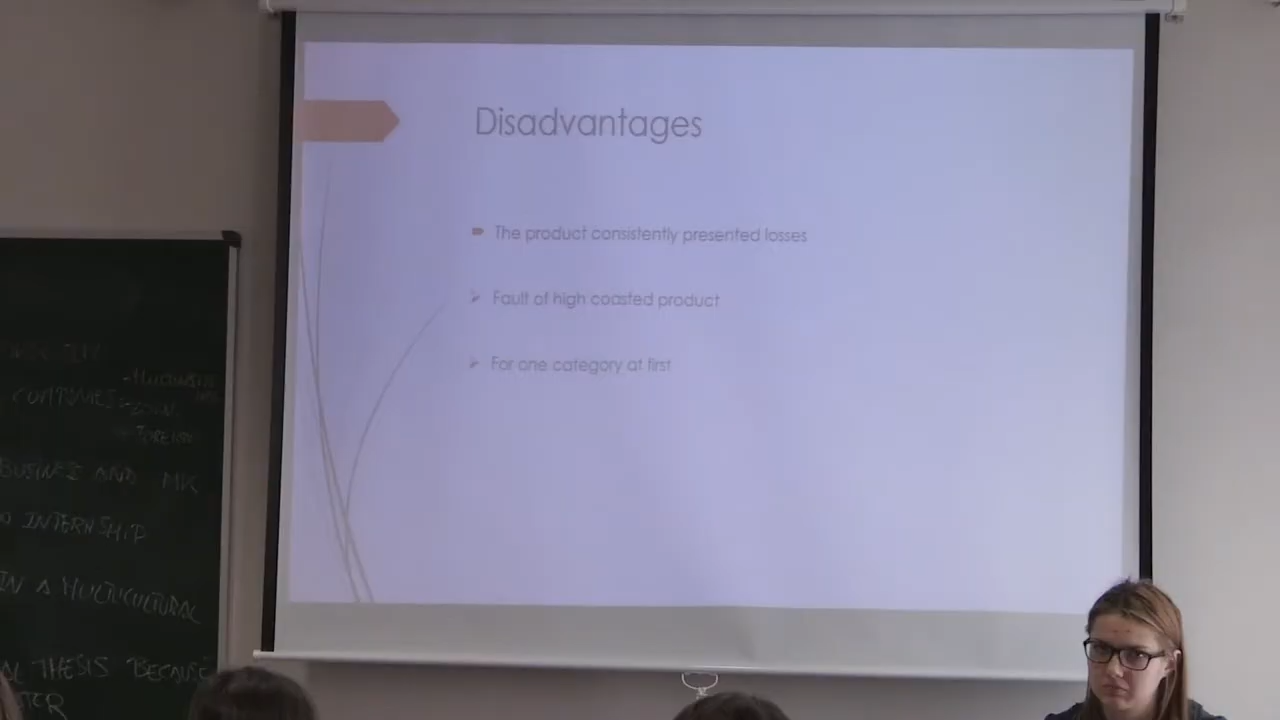 Disadvantages
The product consistently presented losses
Fault of high coasted product
For one category at first
BUSINE AND MK
INTERNSHIP
IN A MULTICULTURAL
THESIS BECAUSE